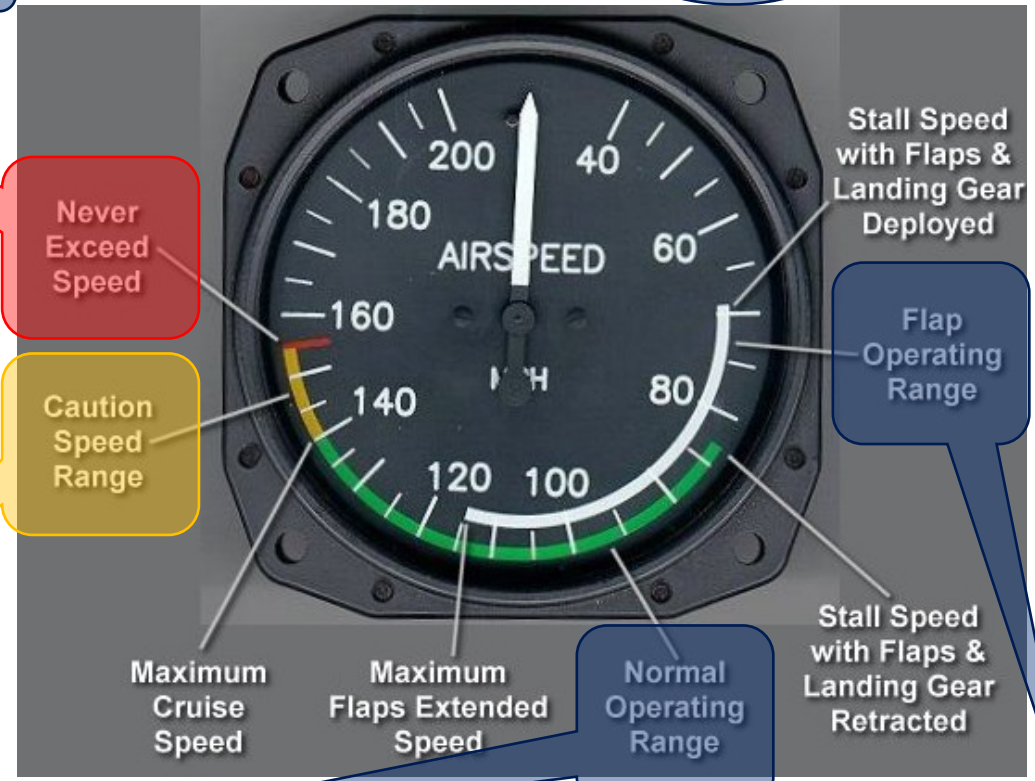 200
40
180
60
AIRSPEED
160
140
80
MPH
120
100
Stall Speed
with Flaps &
Landing Gear
Deployed
Never
Exceed
Speed
Flap
Operating
Range
Caution
Speed
Range
Stall Speed
with Flaps &
Landing Gear
Retracted
Maximum
Cruise
Speed
Maximum
Flaps Extended
Speed
Normal
Operating
Range